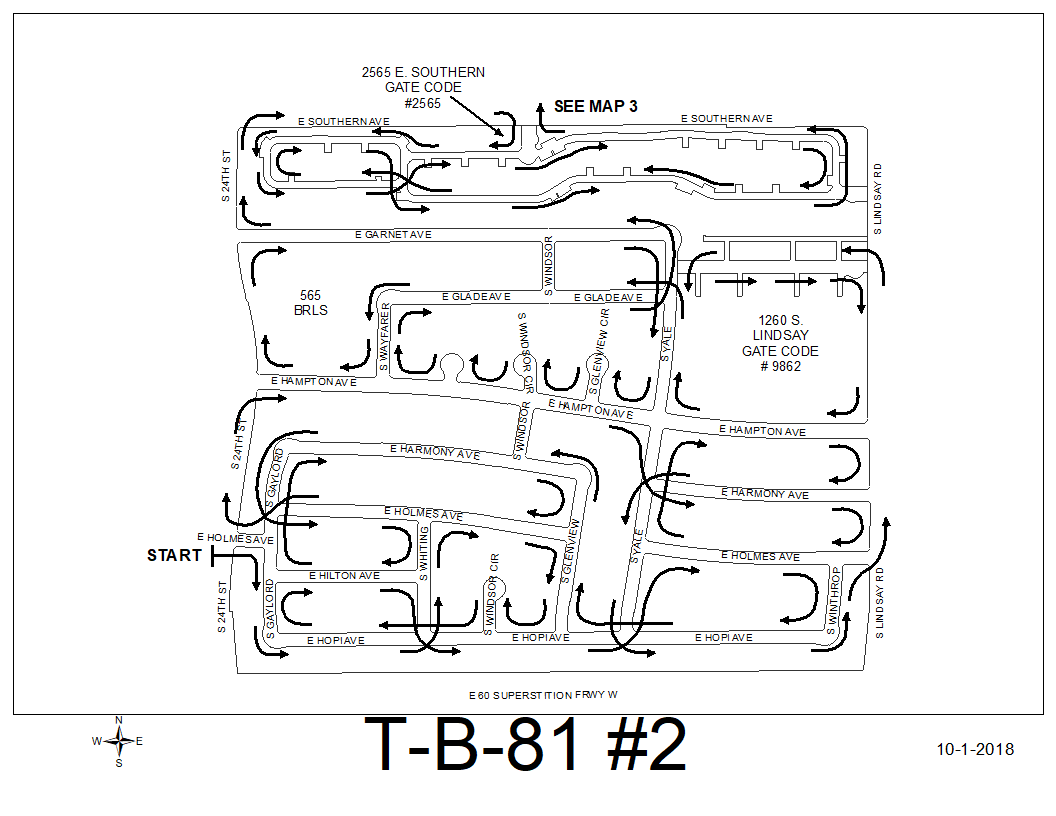 2565 E. SOUTHERN
GATE CODE
#2565
SEE MAP 3
E SOUTHERN AVE
E SOUTHERN AVE
S 24TH ST
S LINDSAY RD
E GARNET AVE
S WINDSOR
565
BRLS
E GLADE AVE
E GLADE AVE
S WAYFARER
S WINDSOR CIR
S GLENVIEW CIR
S YALE
1260 S.
LINDSAY
GATE CODE
# 9862
E HAMPTON AVE
E HAMPTON AVE
E HAMPTON AVE
S 24TH ST
S WINDSOR
E HARMONY AVE
S GAYLORD
E HARMONY AVE
E HOLMES AVE
E HOLMES AVE
START
S WHITING
S GLENVIEW
S YALE
E HOLMES AVE
S WINDSOR CIR
E HILTON AVE
S 24TH ST
S GAYLORD
S WINTHROP
S LINDSAY RD
E HOPI AVE
E HOPI AVE
E HOPI AVE
E 60 SUPERSTITION FRWY W
N
W E
S
T-B-81 #2
10-1-2018